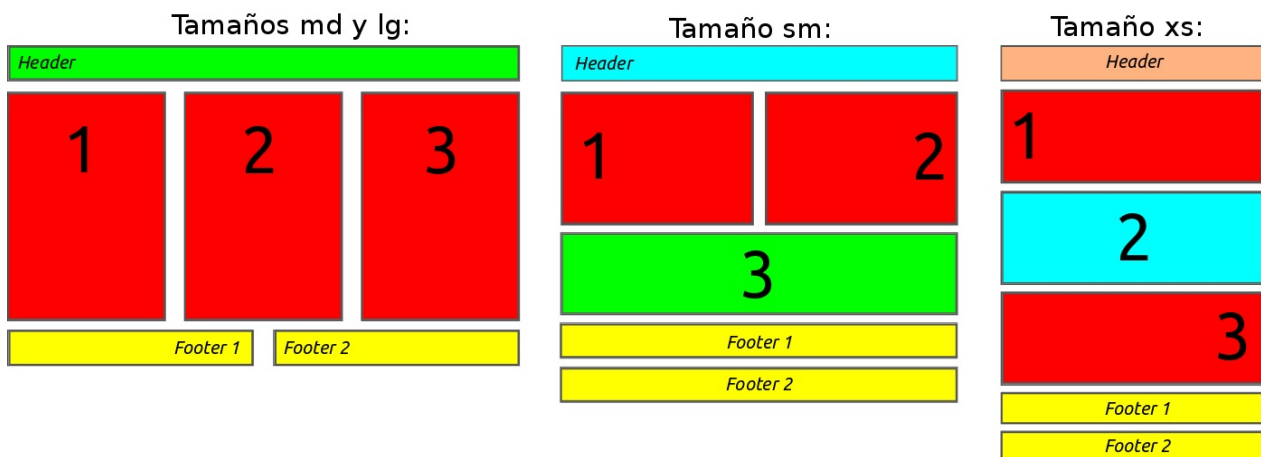 Tamaños md y lg:
Header
1 2 3
Footer 1 Footer 2
Tamaño sm:
Header
1 2
3
Footer 1
Footer 2
Tamaño xs:
Header
1
2
3
Footer 1
Footer 2